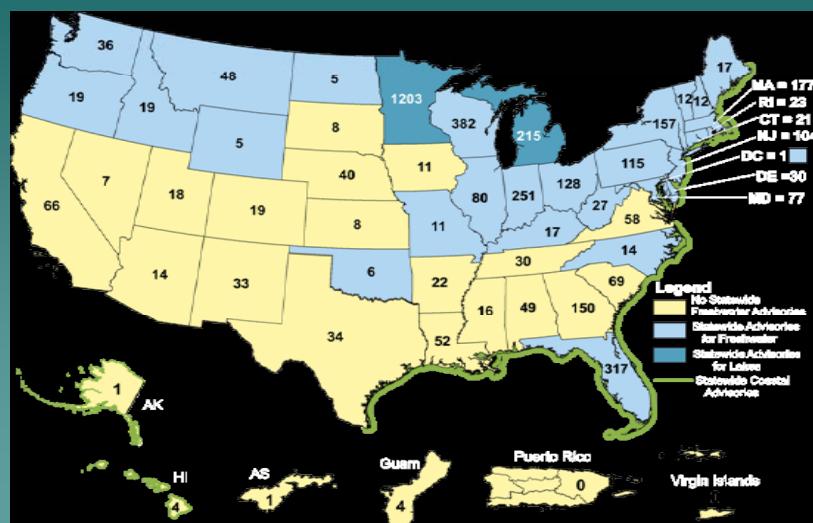 36
48
5
1203
17
19
19
5
8
382
215
12
12
157
MA = 177
RI = 23
CT = 21
NJ = 104
DC = 1
DE =30
MD = 77
7
18
40
11
80
251
128
115
27
66
19
8
11
17
58
14
33
6
22
30
14
69
34
52
16
49
150
317
Legend
No Statewide
Freshwater Advisories
Statewide Advisories
for Freshwater
Statewide Advisories
for Lakes
Statewide Coastal
Advisories
1
AK
HI
4
AS
1
Guam
4
Puerto Rico
0
Virgin Islands